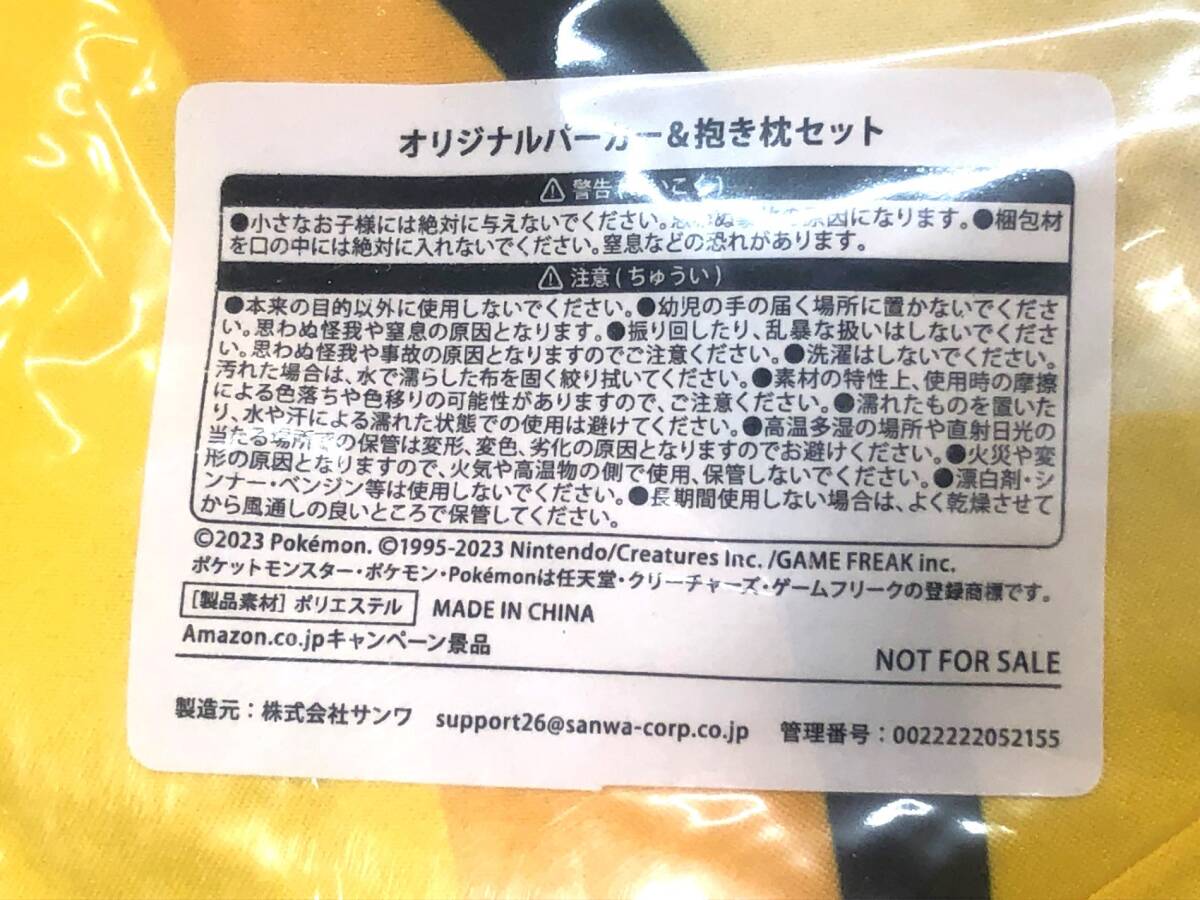 オリジナルパーカー&抱き枕セット
⚠警告
●小さなお子様には絶対に与えないでください。思わぬ事故の原因になります。●梱包材
を口の中には絶対に入れないでください。窒息などの恐れがあります。
⚠注意(ちゅうい)
●本来の目的以外に使用しないでください。●幼児の手の届く場所に置かないでくださ
い。思わぬ怪我や窒息の原因となります。●振り回したり、乱暴な扱いはしないでくださ
い。思わぬ怪我や事故の原因となりますのでご注意ください。●洗濯はしないでください。
汚れた場合は、水で濡らした布を固く絞り拭いてください。●素材の特性上、使用時の摩擦
による色落ちや色移りの可能性がありますので、ご注意ください。●濡れたものを置いた
り、水や汗による濡れた状態での使用は避けてください。●高温多湿の場所や直射日光の
当たる場所での保管は変形、変色、劣化の原因となりますのでお避けください。●火災や変
形の原因となりますので、火気や高温物の側で使用、保管しないでください。●漂白剤・シ
ンナー・ベンジン等は使用しないでください。●長期間使用しない場合は、よく乾燥させて
から風通しの良いところで保管してください。
©2023 Pokémon. ©1995-2023 Nintendo/Creatures Inc. /GAME FREAK inc.
ポケットモンスター・ポケモン・Pokémonは任天堂・クリーチャーズ・ゲームフリークの登録商標です。
[製品素材] ポリエステル MADE IN CHINA
Amazon.co.jpキャンペーン景品
NOT FOR SALE
製造元：株式会社サンワ support26@sanwa-corp.co.jp 管理番号：0022222052155